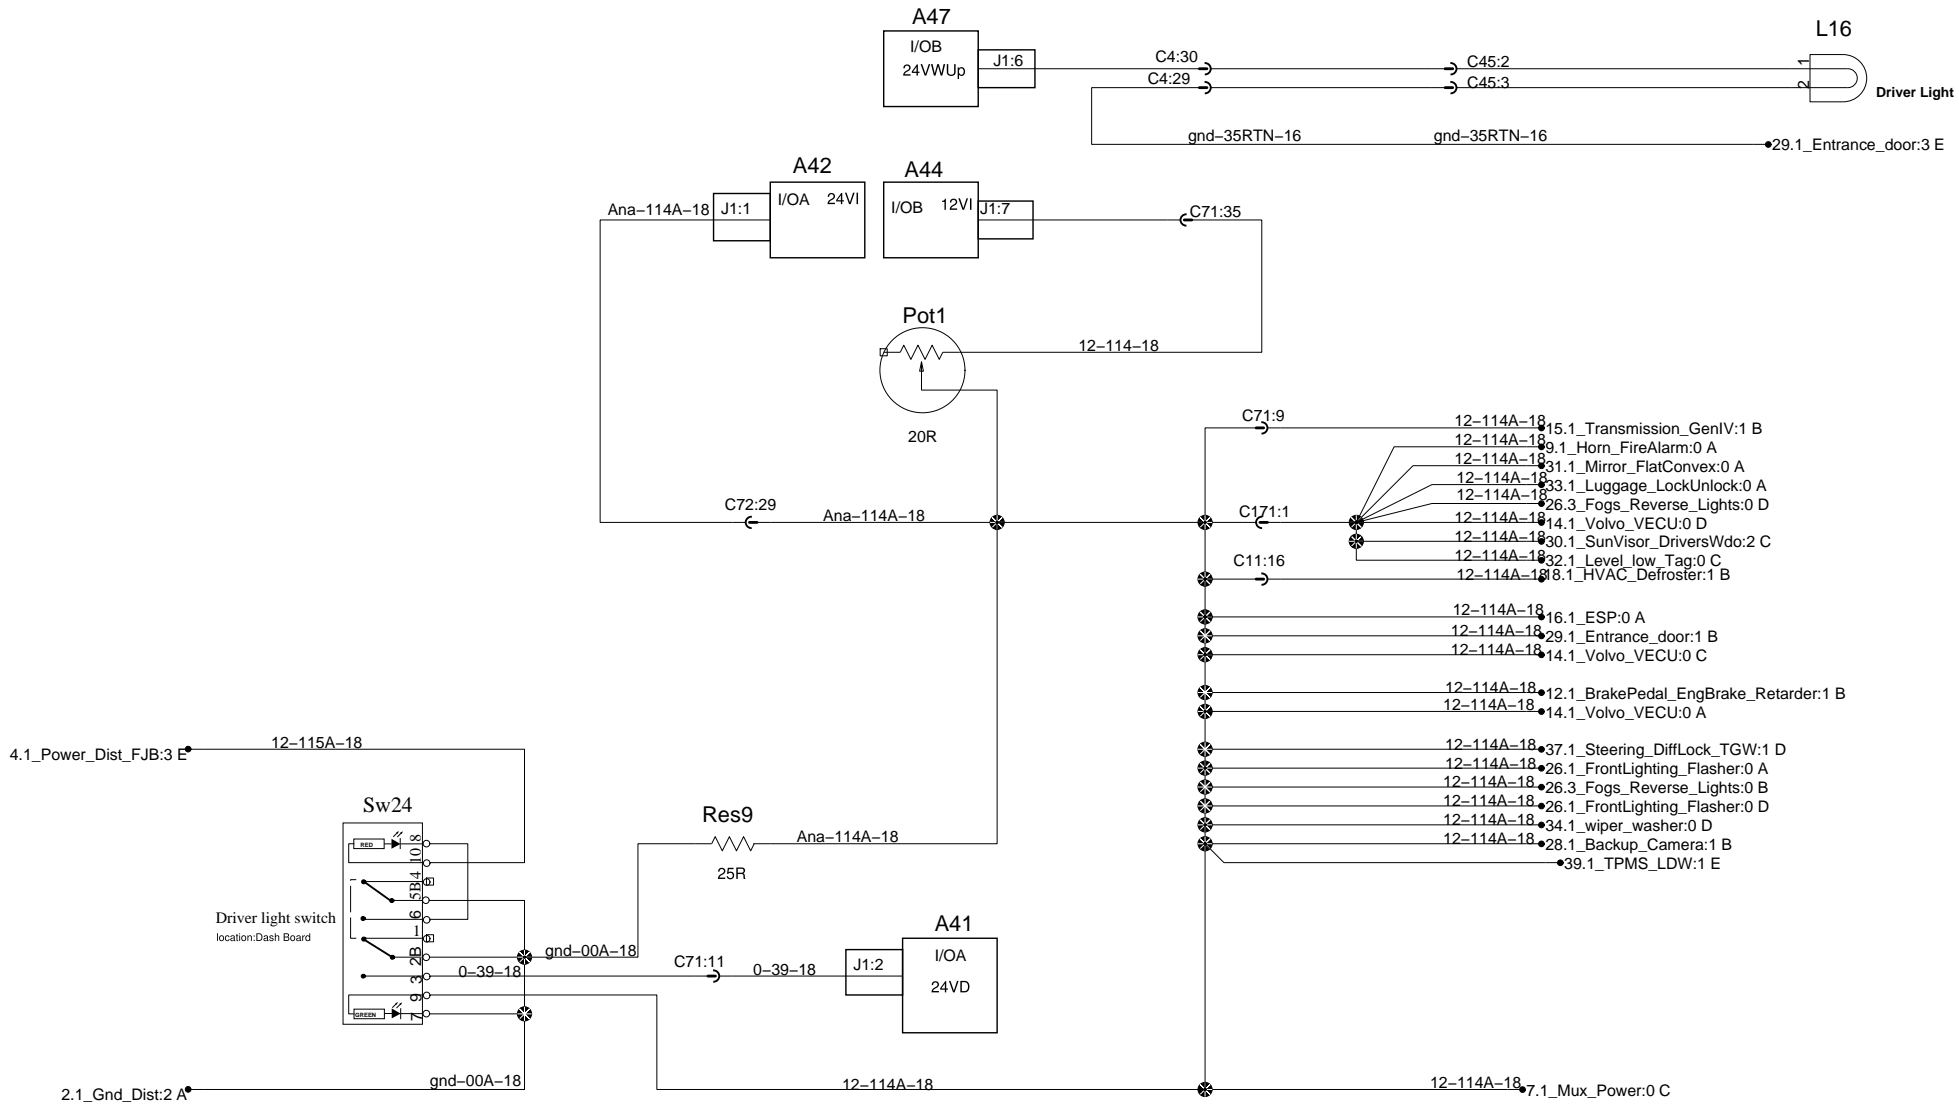 A47
I/OB
24VWUp
J1:6
C4:30
C4:29
C45:2
C45:3
L16
1
2
Driver Light
gnd–35RTN–16
gnd–35RTN–16
29.1_Entrance_door:3 E
A42
I/OA 24VI
J1:1
Ana–114A–18
A44
I/OB 12VI
J1:7
C71:35
Pot1
12–114–18
20R
C72:29
Ana–114A–18
C71:9
12–114A–18
15.1_Transmission_GenIV:1 B
12–114A–18
9.1_Horn_FireAlarm:0 A
12–114A–18
31.1_Mirror_FlatConvex:0 A
12–114A–18
33.1_Luggage_LockUnlock:0 A
12–114A–18
26.3_Fogs_Reverse_Lights:0 D
C171:1
12–114A–18
14.1_Volvo_VECU:0 D
12–114A–18
30.1_SunVisor_DriversWdo:2 C
12–114A–18
32.1_Level_low_Tag:0 C
C11:16
12–114A–18
18.1_HVAC_Defroster:1 B
12–114A–18
16.1_ESP:0 A
12–114A–18
29.1_Entrance_door:1 B
12–114A–18
14.1_Volvo_VECU:0 C
12–114A–18
12.1_BrakePedal_EngBrake_Retarder:1 B
12–114A–18
14.1_Volvo_VECU:0 A
12–114A–18
37.1_Steering_DiffLock_TGW:1 D
12–114A–18
26.1_FrontLighting_Flasher:0 A
12–114A–18
26.3_Fogs_Reverse_Lights:0 B
12–114A–18
26.1_FrontLighting_Flasher:0 D
12–114A–18
34.1_wiper_washer:0 D
12–114A–18
28.1_Backup_Camera:1 B
39.1_TPMS_LDW:1 E
4.1_Power_Dist_FJB:3 E
12–115A–18
Sw24
RED
8
10
4
5B
6
1
2B
3
9
7
GREEN
Driver light switch
location:Dash Board
Res9
Ana–114A–18
25R
gnd–00A–18
0–39–18
C71:11
0–39–18
J1:2
A41
I/OA
24VD
2.1_Gnd_Dist:2 A
gnd–00A–18
12–114A–18
12–114A–18
7.1_Mux_Power:0 C